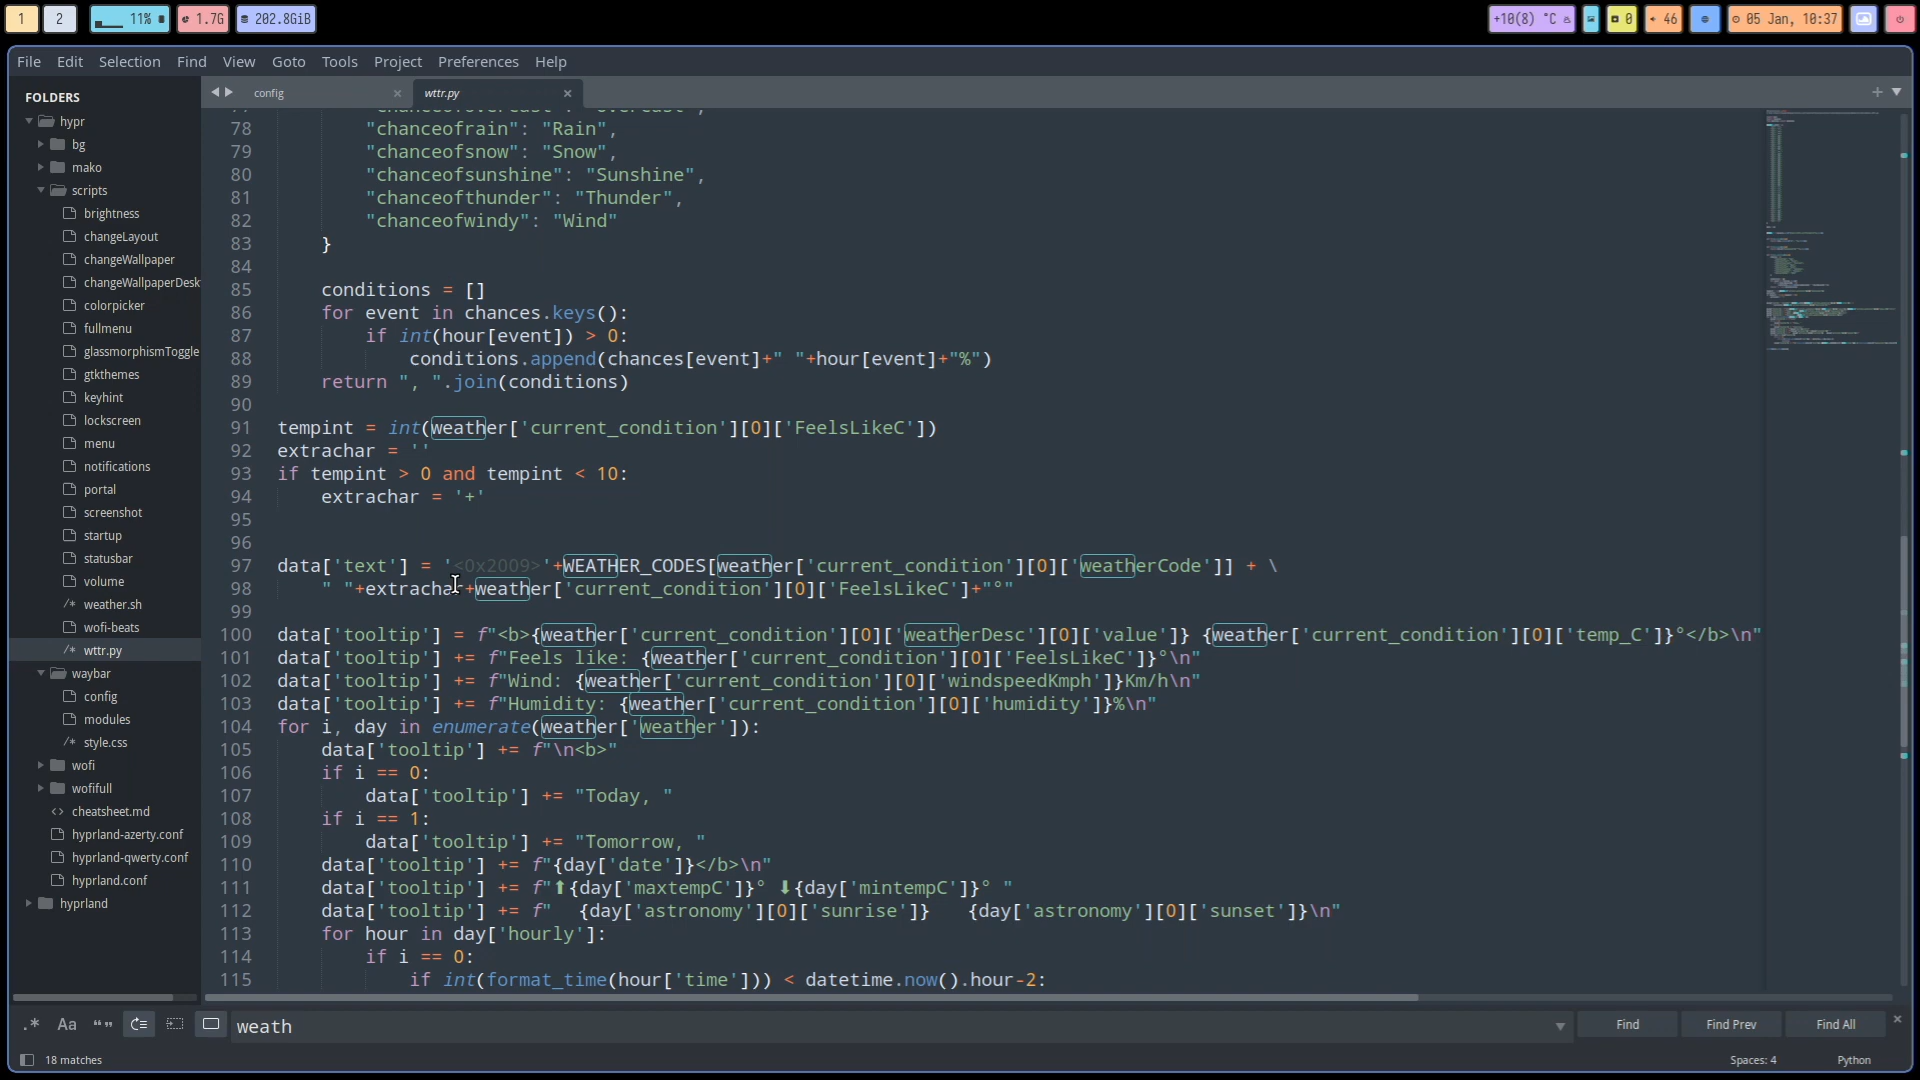 1 2 11% 1.7G 202.8GiB +10(8) °C 0 46 05 Jan, 10:37
File Edit Selection Find View Goto Tools Project Preferences Help
FOLDERS
hypr
bg
mako
scripts
brightness
changeLayout
changeWallpaper
changeWallpaperDesk
colorpicker
fullmenu
glassmorphismToggle
gtkthemes
keyhint
lockscreen
menu
notifications
portal
screenshot
startup
statusbar
volume
/* weather.sh
wofi-beats
/* wttr.py
waybar
config
modules
/* style.css
wofi
wofifull
<> cheatsheet.md
hyprland-azerty.conf
hyprland-qwerty.conf
hyprland.conf
hyprland
config × wttr.py ×
78 "chanceofrain": "Rain",
79 "chanceofsnow": "Snow",
80 "chanceofsunshine": "Sunshine",
81 "chanceofthunder": "Thunder",
82 "chanceofwindy": "Wind"
83 }
84
85 conditions = []
86 for event in chances.keys():
87 if int(hour[event]) > 0:
88 conditions.append(chances[event]+" "+hour[event]+"%")
89 return ", ".join(conditions)
90
91 tempint = int(weather['current_condition'][0]['FeelsLikeC'])
92 extrachar = ''
93 if tempint > 0 and tempint < 10:
94 extrachar = '+'
95
96
97 data['text'] = '<0x2009>'+WEATHER_CODES[weather['current_condition'][0]['weatherCode']] + \
98 " "+extrachar+weather['current_condition'][0]['FeelsLikeC']+"°"
99
100 data['tooltip'] = f"<b>{weather['current_condition'][0]['weatherDesc'][0]['value']} {weather['current_condition'][0]['temp_C']}°</b>\n"
101 data['tooltip'] += f"Feels like: {weather['current_condition'][0]['FeelsLikeC']}°\n"
102 data['tooltip'] += f"Wind: {weather['current_condition'][0]['windspeedKmph']}Km/h\n"
103 data['tooltip'] += f"Humidity: {weather['current_condition'][0]['humidity']}%\n"
104 for i, day in enumerate(weather['weather']):
105 data['tooltip'] += f"\n<b>"
106 if i == 0:
107 data['tooltip'] += "Today, "
108 if i == 1:
109 data['tooltip'] += "Tomorrow, "
110 data['tooltip'] += f"{day['date']}</b>\n"
111 data['tooltip'] += f"⬆{day['maxtempC']}° ⬇{day['mintempC']}° "
112 data['tooltip'] += f" {day['astronomy'][0]['sunrise']} {day['astronomy'][0]['sunset']}\n"
113 for hour in day['hourly']:
114 if i == 0:
115 if int(format_time(hour['time'])) < datetime.now().hour-2:
.* Aa “” weath Find Find Prev Find All ×
18 matches Spaces: 4 Python